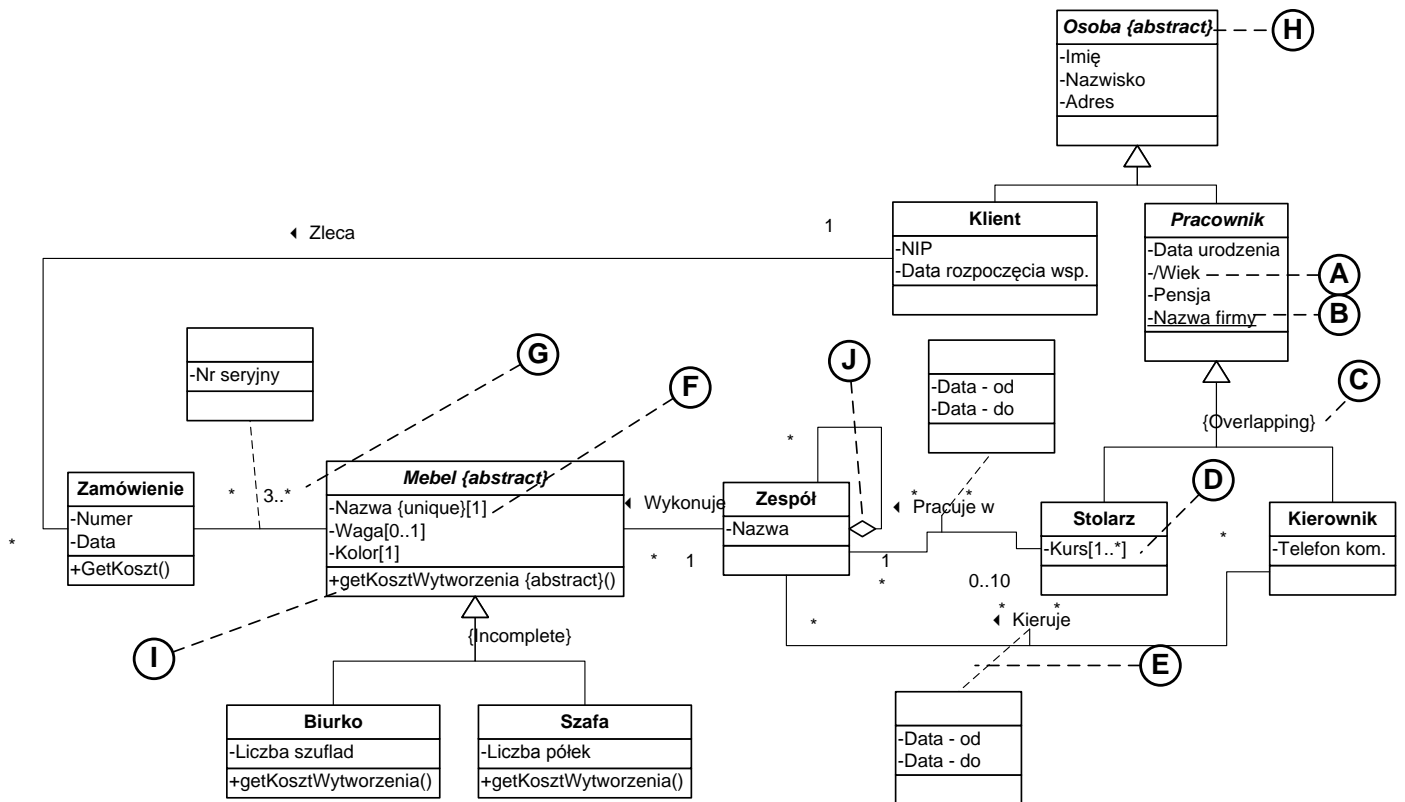 Osoba {abstract}
H
-Imię
-Nazwisko
-Adres
Klient
-NIP
-Data rozpoczęcia wsp.
Pracownik
-Data urodzenia
-/Wiek
A
-Pensja
-Nazwa firmy
B
Zleca
1
-Nr seryjny
G
F
J
-Data - od
-Data - do
C
{Overlapping}
*
Zamówienie
-Numer
-Data
+GetKoszt()
*
*
3..*
Mebel {abstract}
-Nazwa {unique}[1]
-Waga[0..1]
-Kolor[1]
+getKosztWytworzenia {abstract}()
Wykonuje
*
1
Zespół
-Nazwa
Pracuje w
*
*
1
*
0..10
D
Stolarz
-Kurs[1..*]
*
Kierownik
-Telefon kom.
*
*
*
Kieruje
I
{Incomplete}
E
Biurko
-Liczba szuflad
+getKosztWytworzenia()
Szafa
-Liczba półek
+getKosztWytworzenia()
-Data - od
-Data - do